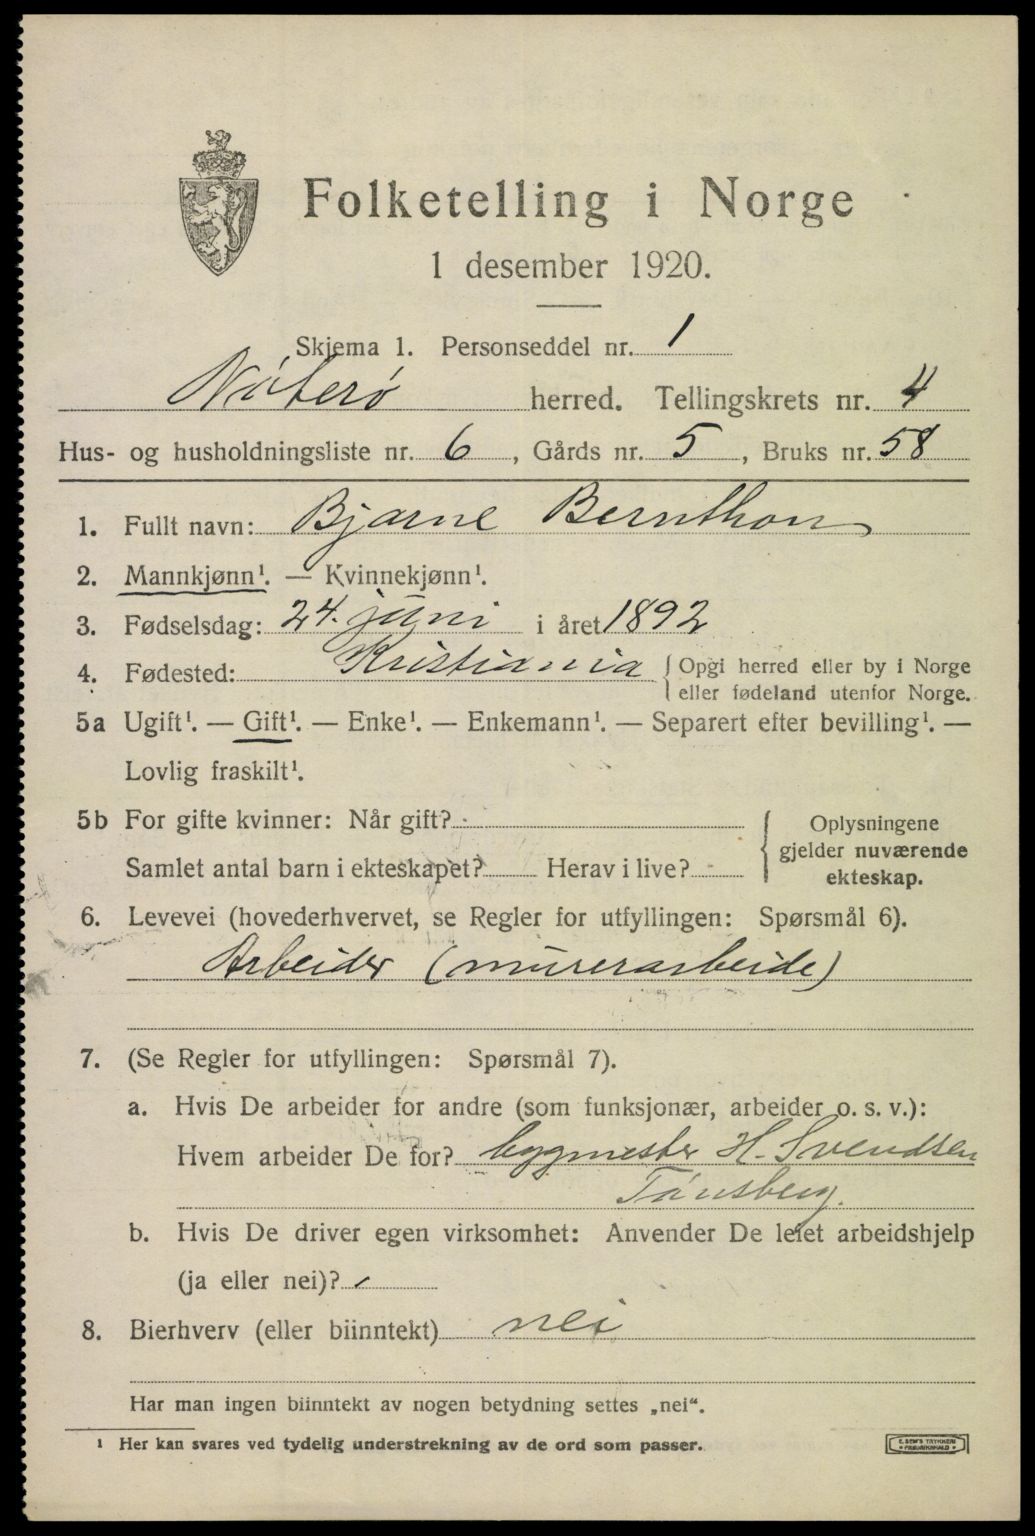 Folketelling i Norge
1 desember 1920.
Skjema 1. Personseddel nr. 1
Nøterø herred. Tellingskrets nr. 4
Hus- og husholdningsliste nr. 6, Gårds nr. 5, Bruks nr. 58
1. Fullt navn: Bjarne Bernthon
2. Mannkjønn¹. — Kvinnekjønn¹.
3. Fødselsdag: 24. juni i året 1892
4. Fødested: Kristiania { Opgi herred eller by i Norge
eller fødeland utenfor Norge.
5a Ugift¹. — Gift¹. — Enke¹. — Enkemann¹. — Separert efter bevilling¹. —
Lovlig fraskilt¹.
5b For gifte kvinner: Når gift?
Samlet antal barn i ekteskapet? Herav i live?
Oplysningene
gjelder nuværende
ekteskap.
6. Levevei (hovederhvervet, se Regler for utfyllingen: Spørsmål 6).
Arbeider (murerarbeide)
7. (Se Regler for utfyllingen: Spørsmål 7).
a. Hvis De arbeider for andre (som funksjonær, arbeider o. s. v.):
Hvem arbeider De for? bygmester H. Svendsen
Tønsberg.
b. Hvis De driver egen virksomhet: Anvender De leiet arbeidshjelp
(ja eller nei)?
8. Bierhverv (eller biinntekt) nei
Har man ingen biinntekt av nogen betydning settes „nei“.
¹ Her kan svares ved tydelig understrekning av de ord som passer.